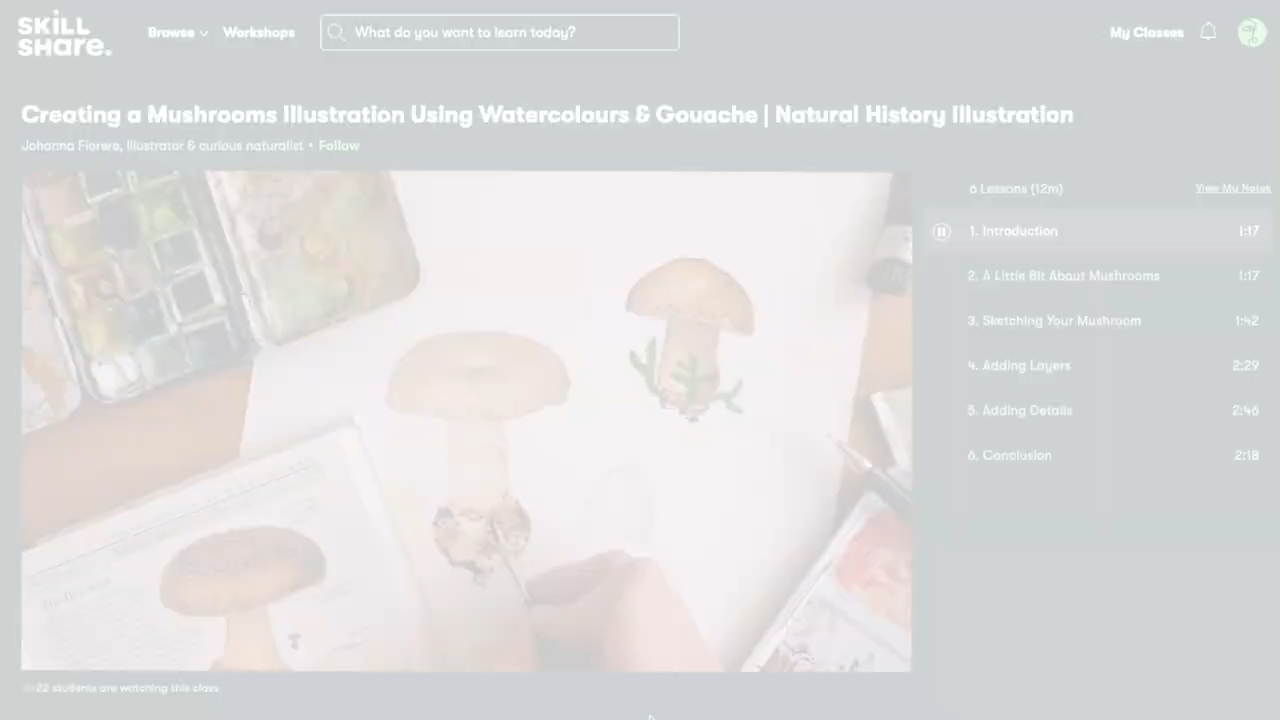 SKILL
SHare.
Browse
Workshops
What do you want to learn today?
My Classes
Creating a Mushrooms Illustration Using Watercolours & Gouache | Natural History Illustration
Johanna Fiorere, Illustrator & curious naturalist • Follow
6 Lessons (12m)
View My Notes
1. Introduction 1:17
2. A Little Bit About Mushrooms 1:17
3. Sketching Your Mushroom 1:42
4. Adding Layers 2:29
5. Adding Details 2:46
6. Conclusion 2:18
22 students are watching this class